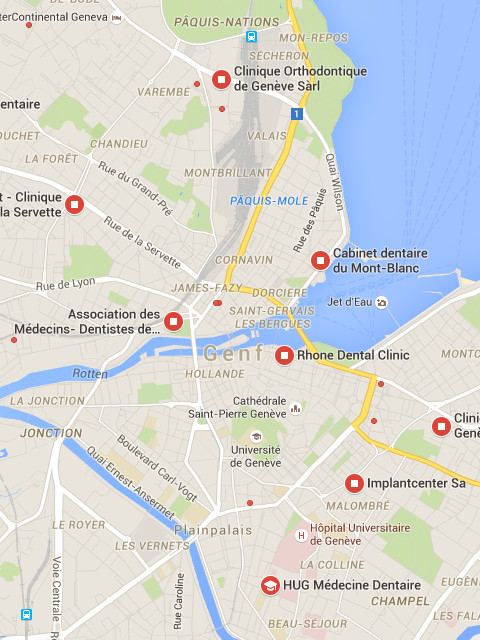 InterContinental Geneva
PÂQUIS-NATIONS
MON-REPOS
SÉCHERON
Clinique Orthodontique
de Genève Sàrl
VAREMBÉ
entaire
1
OUCHET
CHANDIEU
VALAIS
LA FORÊT
MONTBRILLANT
Quai Wilson
Rue du Grand-Pré
t - Clinique
la Servette
PÂQUIS-MOLE
Rue des Pâquis
Rue de la Servette
Cabinet dentaire
du Mont-Blanc
CORNAVIN
Rue de Lyon
JAMES-FAZY
DORCIERE
Jet d'Eau
Association des
Médecins- Dentistes de...
SAINT-GERVAIS
LES BERGUES
Genf
Rhone Dental Clinic
MONTC
Rotten
HOLLANDE
LA JONCTION
Cathédrale
Saint-Pierre Genève
Clini
Genè
JONCTION
Université
de Genève
Boulevard Carl-Vogt
Quai Ernest-Ansermet
Implantcenter Sa
MALOMBRÉ
LE ROYER
Plainpalais
Hôpital Universitaire
de Genève
LES VERNETS
LA COLLINE
Voie Centrale
Rue Caroline
HUG Médecine Dentaire
EUGÈN
CHAMPEL
BEAU-SÉJOUR
LES FALA